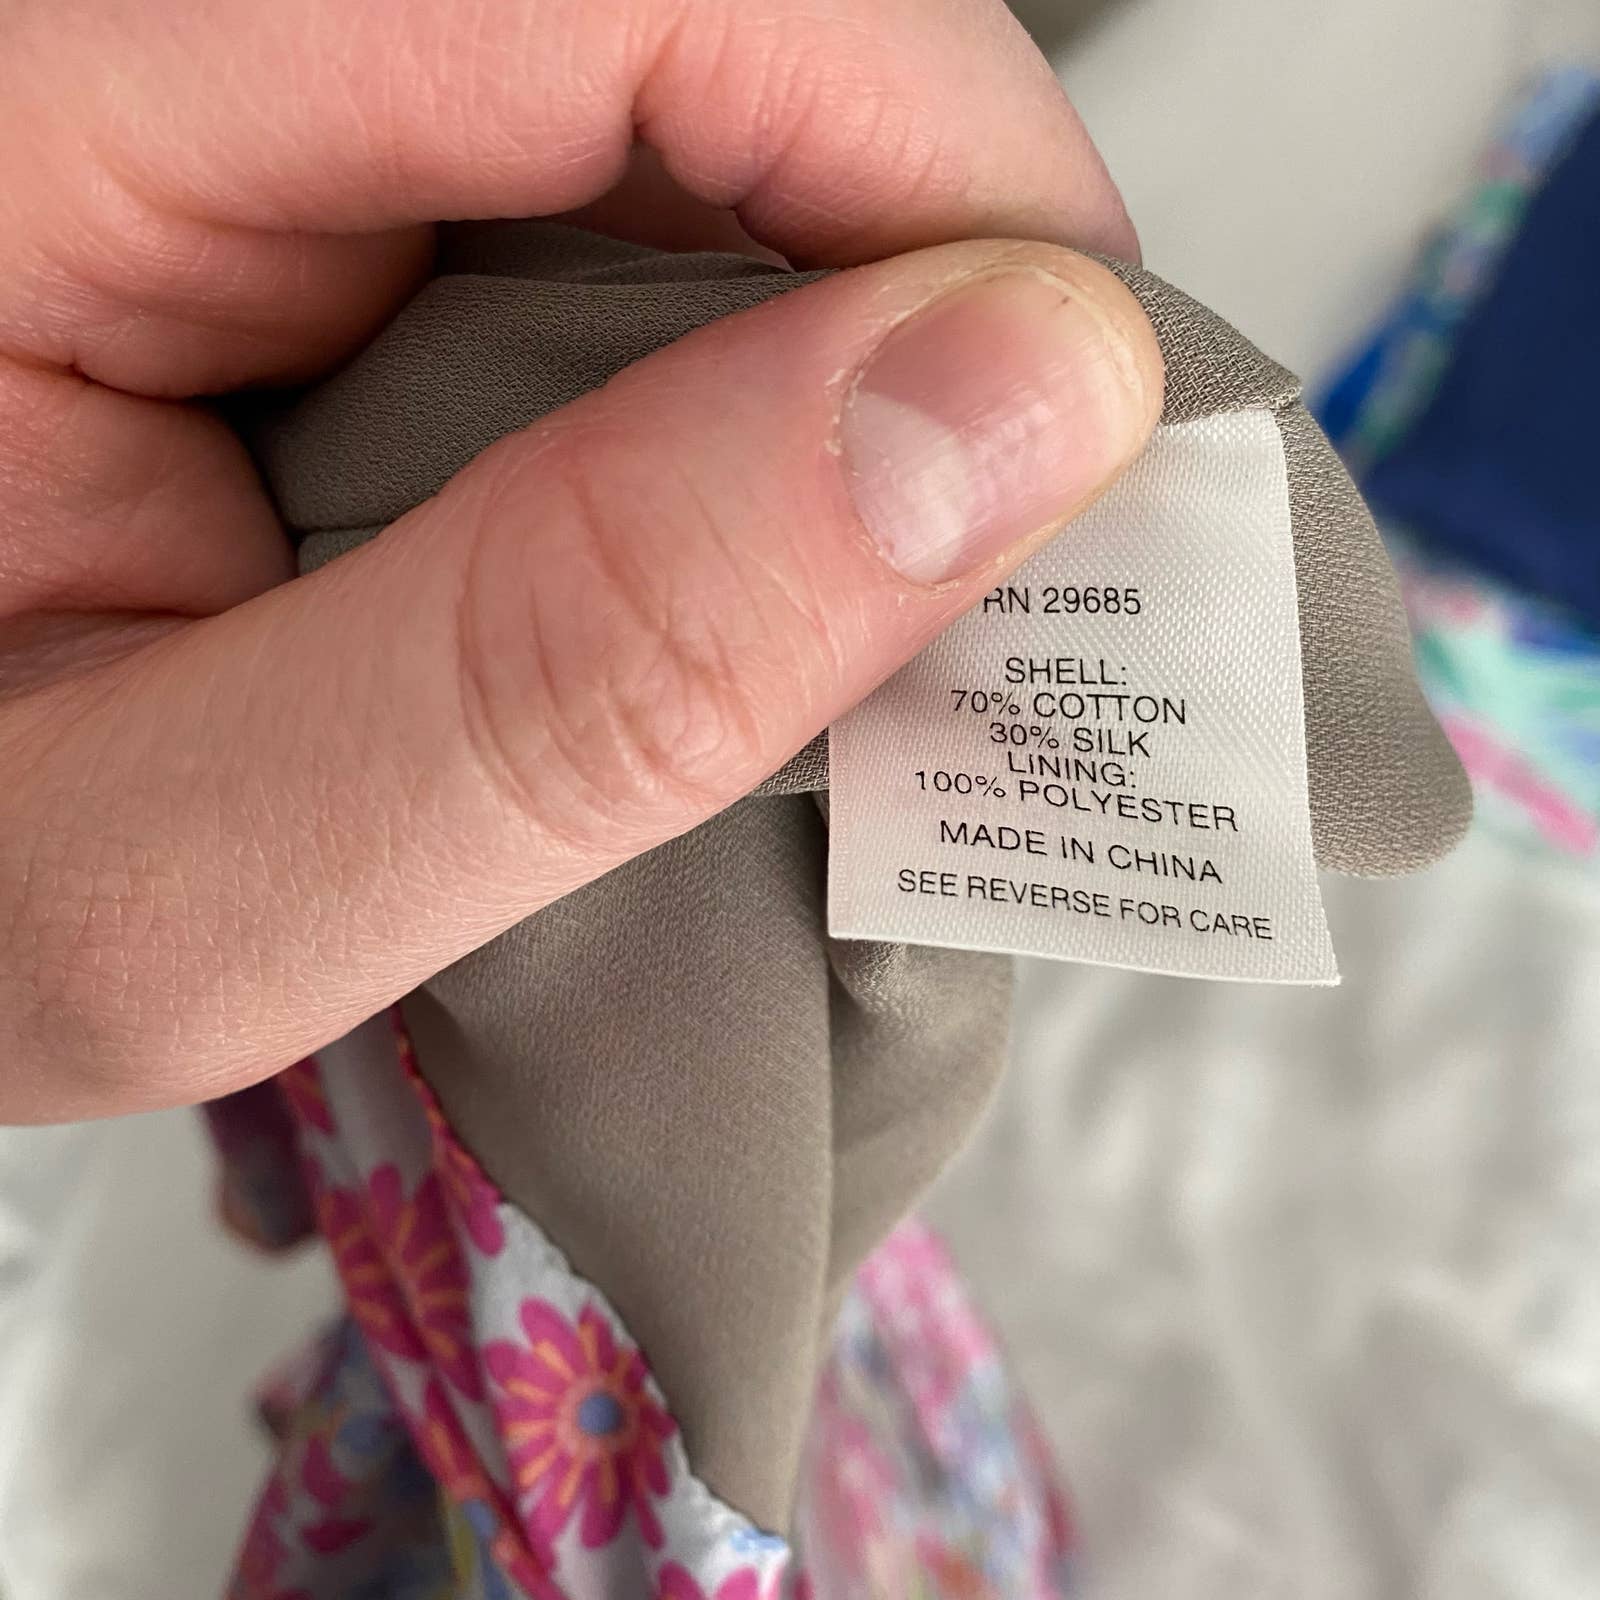 RN 29685
SHELL:
70% COTTON
30% SILK
LINING:
100% POLYESTER
MADE IN CHINA
SEE REVERSE FOR CARE